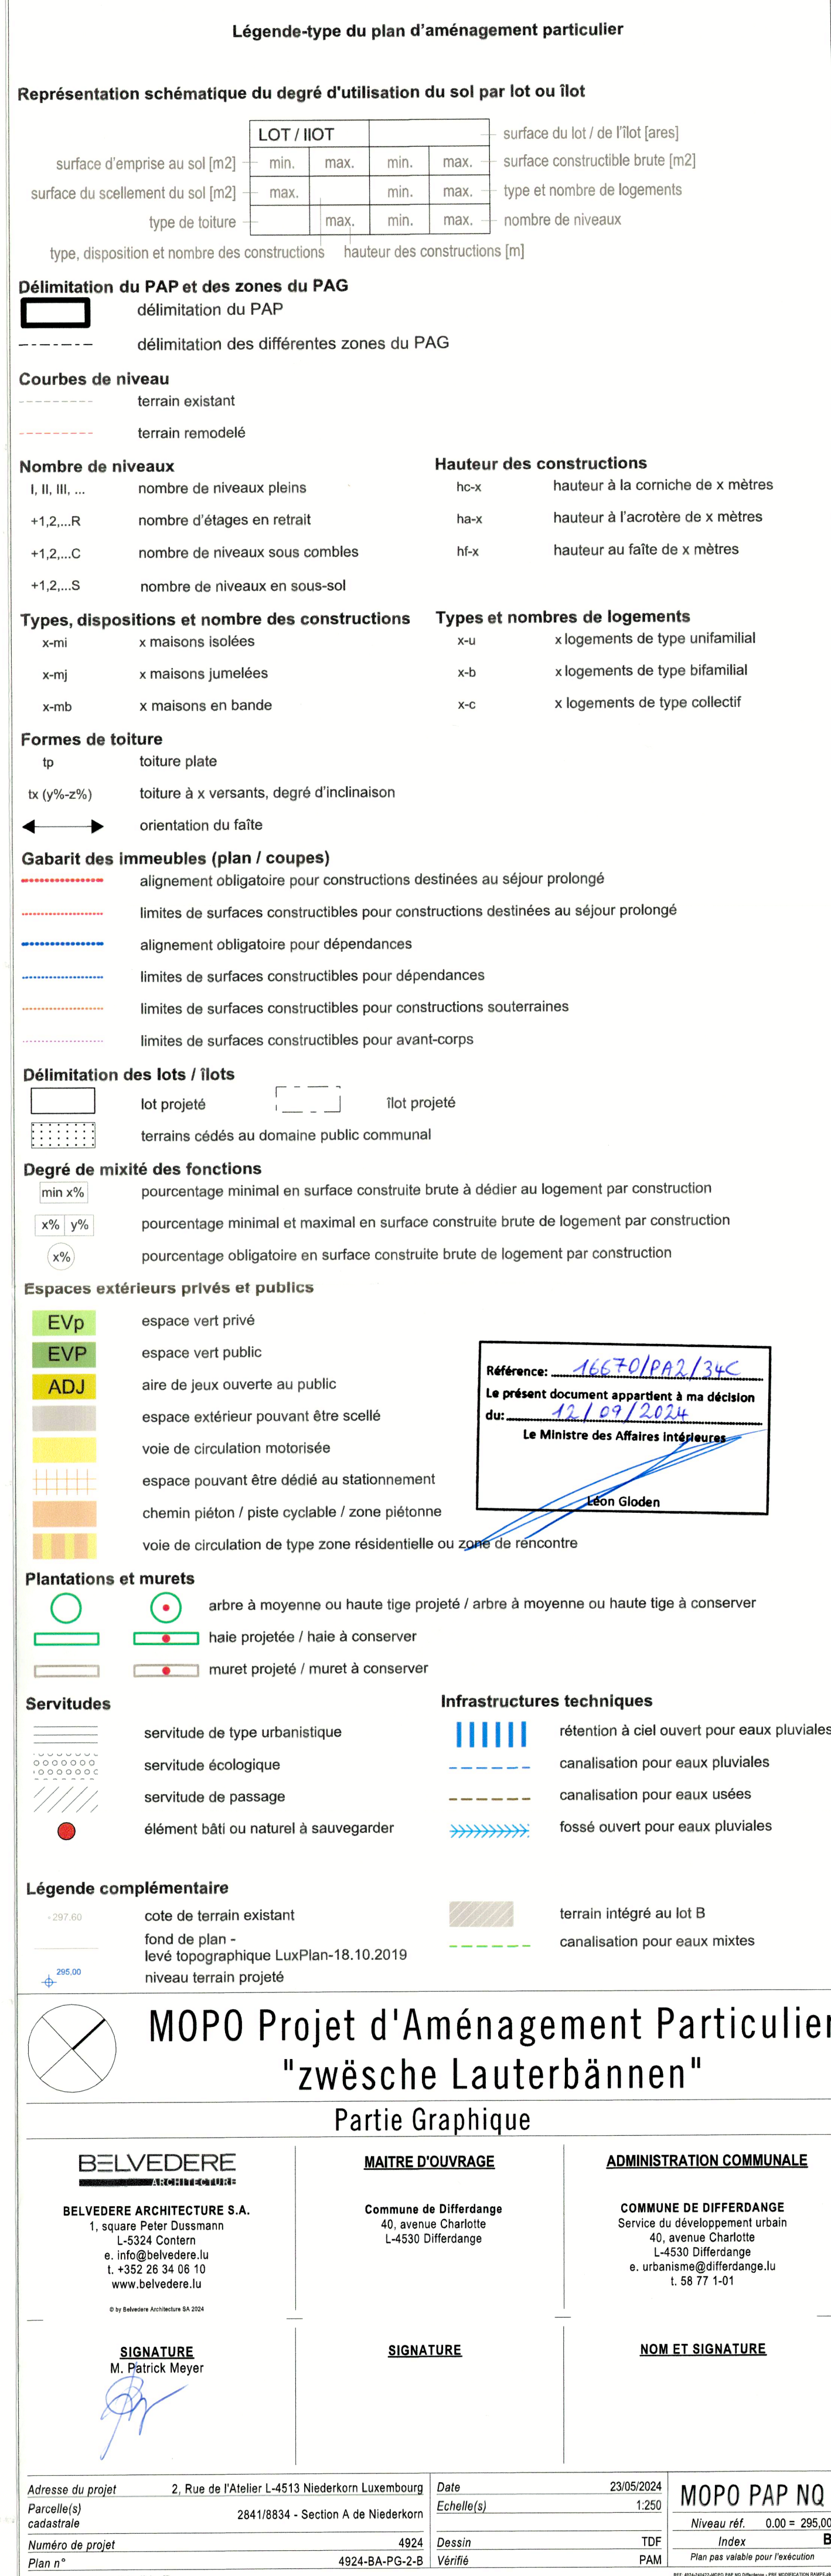 Légende-type du plan d'aménagement particulier
Représentation schématique du degré d'utilisation du sol par lot ou îlot
LOT / IlOT
surface du lot / de l'îlot [ares]
surface d'emprise au sol [m2] min. max. min. max. surface constructible brute [m2]
surface du scellement du sol [m2] max. min. max. type et nombre de logements
type de toiture max. min. max. nombre de niveaux
type, disposition et nombre des constructions hauteur des constructions [m]
Délimitation du PAP et des zones du PAG
délimitation du PAP
délimitation des différentes zones du PAG
Courbes de niveau
terrain existant
terrain remodelé
Nombre de niveaux
I, II, III, ... nombre de niveaux pleins
+1,2,...R nombre d'étages en retrait
+1,2,...C nombre de niveaux sous combles
+1,2,...S nombre de niveaux en sous-sol
Hauteur des constructions
hc-x hauteur à la corniche de x mètres
ha-x hauteur à l'acrotère de x mètres
hf-x hauteur au faîte de x mètres
Types, dispositions et nombre des constructions
x-mi x maisons isolées
x-mj x maisons jumelées
x-mb x maisons en bande
Types et nombres de logements
x-u x logements de type unifamilial
x-b x logements de type bifamilial
x-c x logements de type collectif
Formes de toiture
tp toiture plate
tx (y%-z%) toiture à x versants, degré d'inclinaison
orientation du faîte
Gabarit des immeubles (plan / coupes)
alignement obligatoire pour constructions destinées au séjour prolongé
limites de surfaces constructibles pour constructions destinées au séjour prolongé
alignement obligatoire pour dépendances
limites de surfaces constructibles pour dépendances
limites de surfaces constructibles pour constructions souterraines
limites de surfaces constructibles pour avant-corps
Délimitation des lots / îlots
lot projeté îlot projeté
terrains cédés au domaine public communal
Degré de mixité des fonctions
min x% pourcentage minimal en surface construite brute à dédier au logement par construction
x% y% pourcentage minimal et maximal en surface construite brute de logement par construction
x% pourcentage obligatoire en surface construite brute de logement par construction
Espaces extérieurs privés et publics
EVp espace vert privé
EVP espace vert public
ADJ aire de jeux ouverte au public
espace extérieur pouvant être scellé
voie de circulation motorisée
espace pouvant être dédié au stationnement
chemin piéton / piste cyclable / zone piétonne
voie de circulation de type zone résidentielle ou zone de rencontre
Référence: 16670/PA2/34C
Le présent document appartient à ma décision
du: 12/09/2024
Le Ministre des Affaires intérieures
Léon Gloden
Plantations et murets
arbre à moyenne ou haute tige projeté / arbre à moyenne ou haute tige à conserver
haie projetée / haie à conserver
muret projeté / muret à conserver
Servitudes
servitude de type urbanistique
servitude écologique
servitude de passage
élément bâti ou naturel à sauvegarder
Infrastructures techniques
rétention à ciel ouvert pour eaux pluviales
canalisation pour eaux pluviales
canalisation pour eaux usées
fossé ouvert pour eaux pluviales
Légende complémentaire
297.60 cote de terrain existant
fond de plan -
levé topographique LuxPlan-18.10.2019
295,00 niveau terrain projeté
terrain intégré au lot B
canalisation pour eaux mixtes
MOPO Projet d'Aménagement Particulier
"zwësche Lauterbännen"
Partie Graphique
BELVEDERE
ARCHITECTURE
BELVEDERE ARCHITECTURE S.A.
1, square Peter Dussmann
L-5324 Contern
e. info@belvedere.lu
t. +352 26 34 06 10
www.belvedere.lu
© by Belvedere Architecture SA 2024
MAITRE D'OUVRAGE
Commune de Differdange
40, avenue Charlotte
L-4530 Differdange
ADMINISTRATION COMMUNALE
COMMUNE DE DIFFERDANGE
Service du développement urbain
40, avenue Charlotte
L-4530 Differdange
e. urbanisme@differdange.lu
t. 58 77 1-01
SIGNATURE
M. Patrick Meyer
SIGNATURE
NOM ET SIGNATURE
Adresse du projet 2, Rue de l'Atelier L-4513 Niederkorn Luxembourg
Parcelle(s)
cadastrale 2841/8834 - Section A de Niederkorn
Numéro de projet 4924
Plan n° 4924-BA-PG-2-B
Date 23/05/2024
Echelle(s) 1:250
Dessin TDF
Vérifié PAM
MOPO PAP NQ
Niveau réf. 0.00 = 295,00
Index B
Plan pas valable pour l'exécution